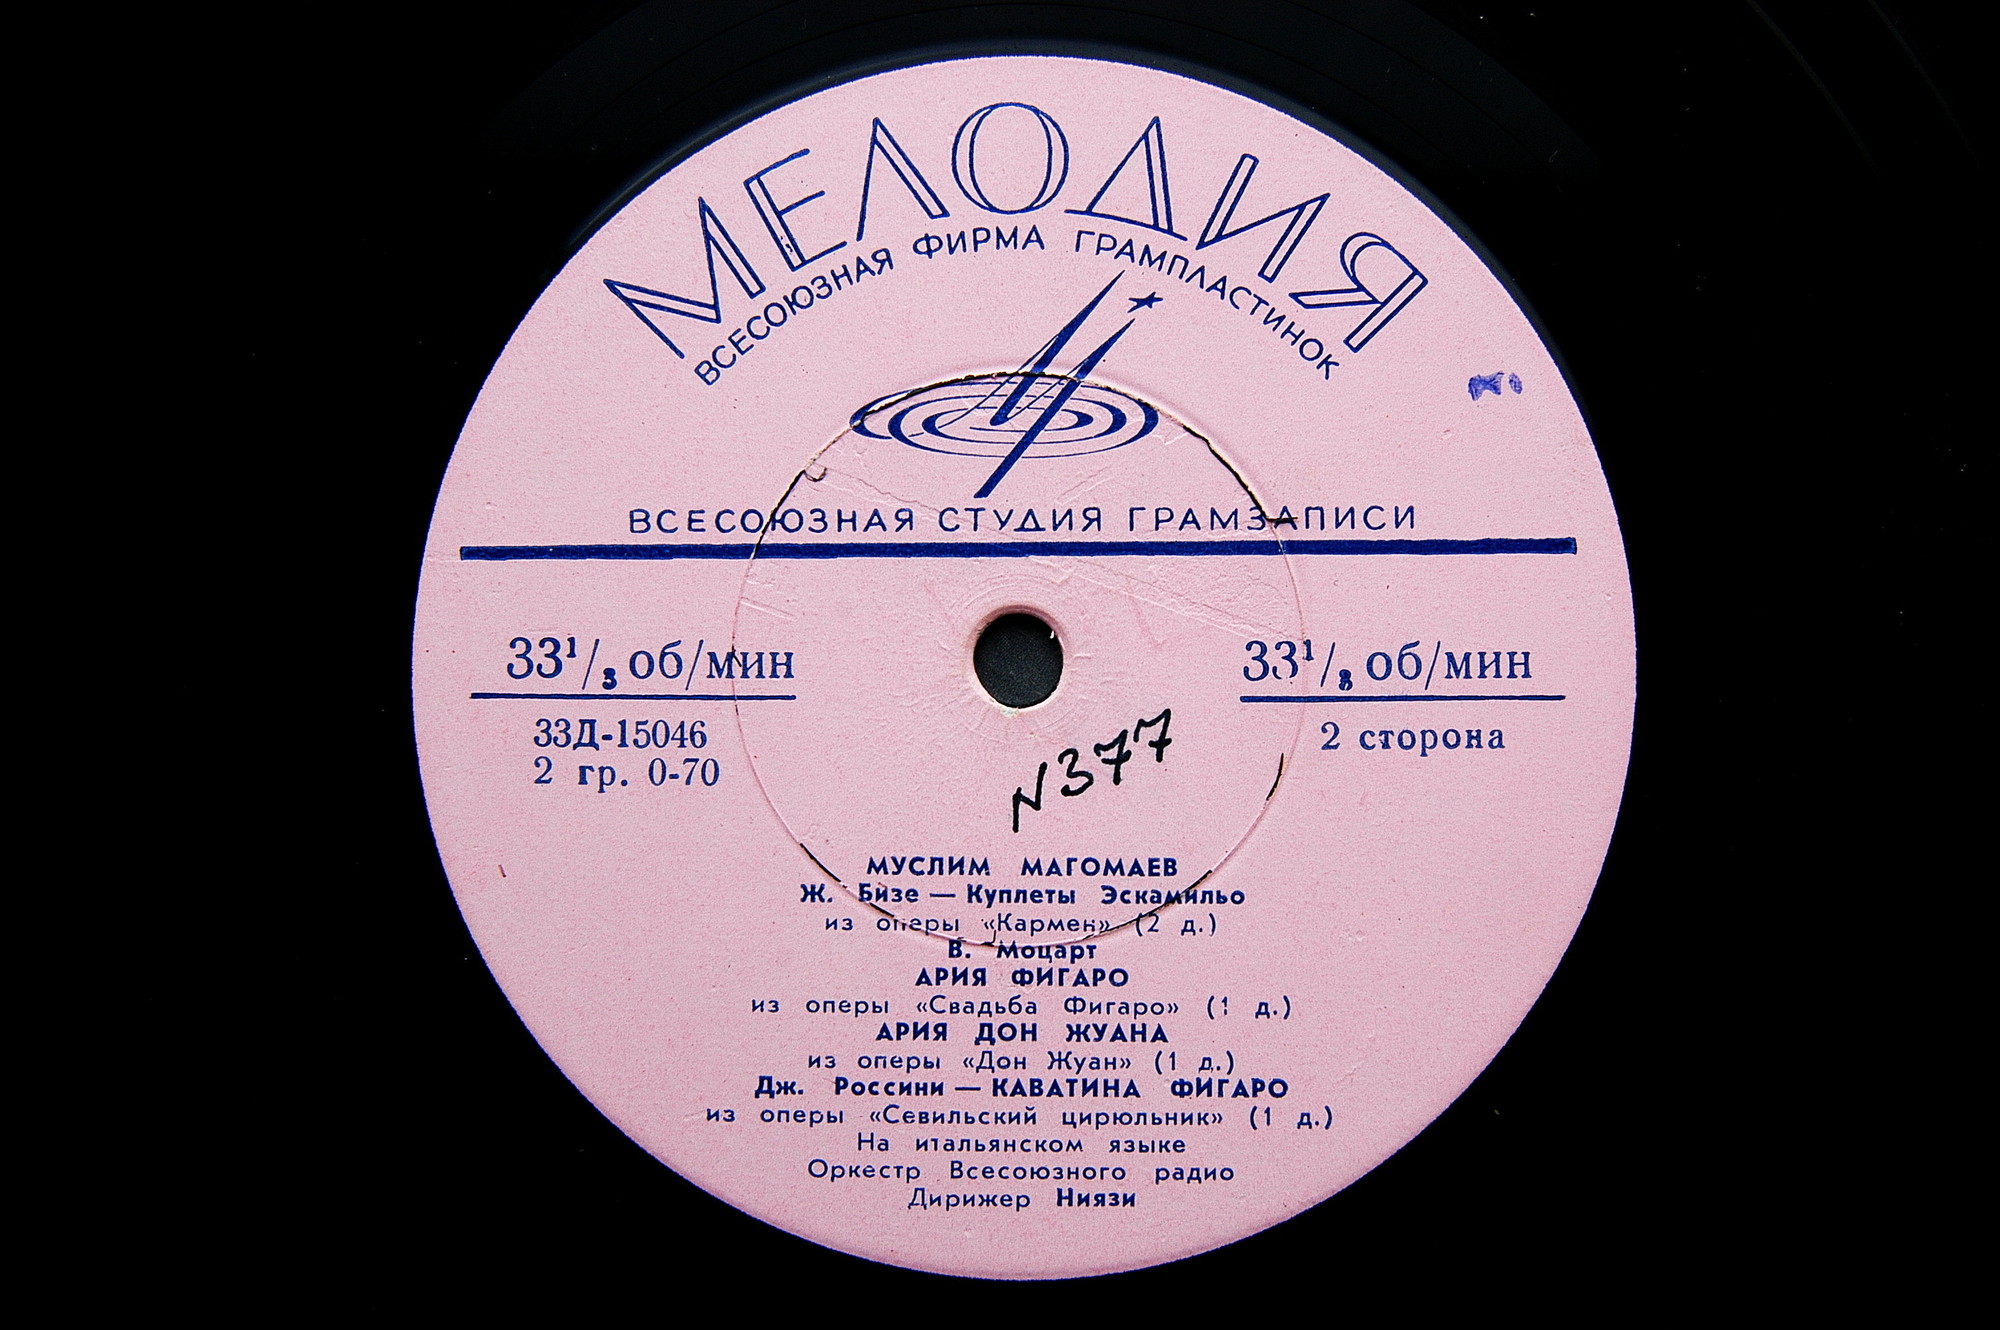 МЕЛОДИЯ
ВСЕСОЮЗНАЯ ФИРМА ГРАМПЛАСТИНОК
ВСЕСОЮЗНАЯ СТУДИЯ ГРАМЗАПИСИ
33¹/₃ об/мин
33¹/₃ об/мин
33Д-15046
2 гр. 0-70
2 сторона
N377
МУСЛИМ МАГОМАЕВ
Ж. Бизе — Куплеты Эскамильо
из оперы «Кармен» (2 д.)
В. Моцарт
АРИЯ ФИГАРО
из оперы «Свадьба Фигаро» (1 д.)
АРИЯ ДОН ЖУАНА
из оперы «Дон Жуан» (1 д.)
Дж. Россини — КАВАТИНА ФИГАРО
из оперы «Севильский цирюльник» (1 д.)
На итальянском языке
Оркестр Всесоюзного радио
Дирижер Ниязи